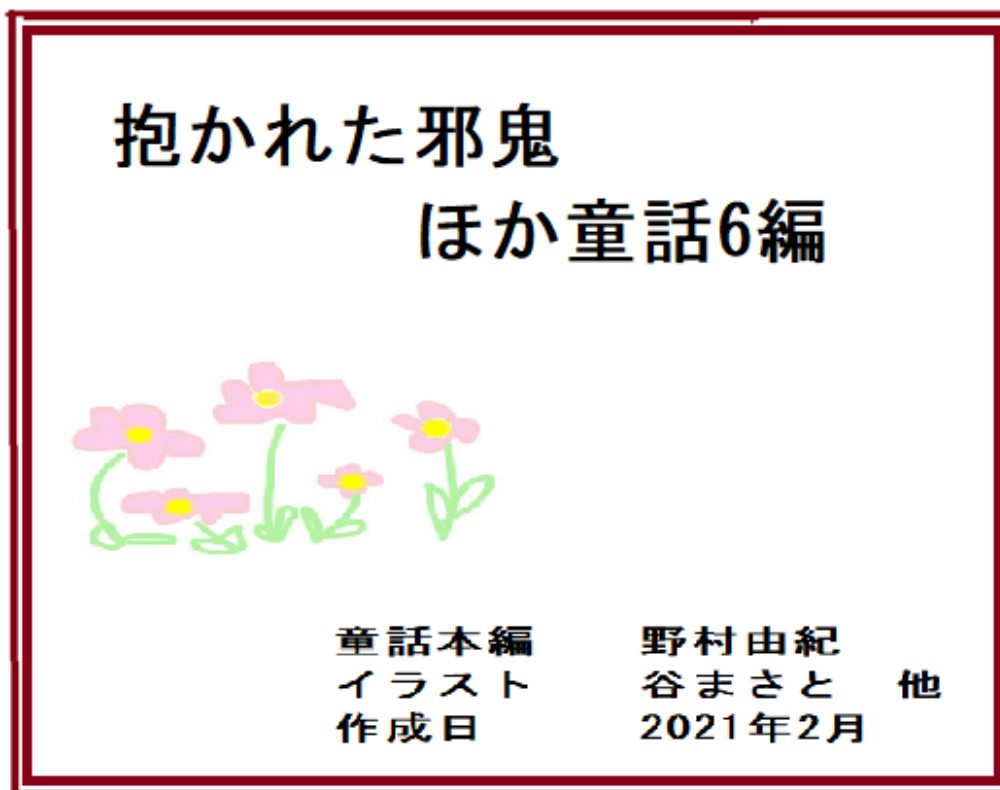 抱かれた邪鬼
ほか童話6編
童話本編　野村由紀
イラスト　谷まさと　他
作成日　2021年2月